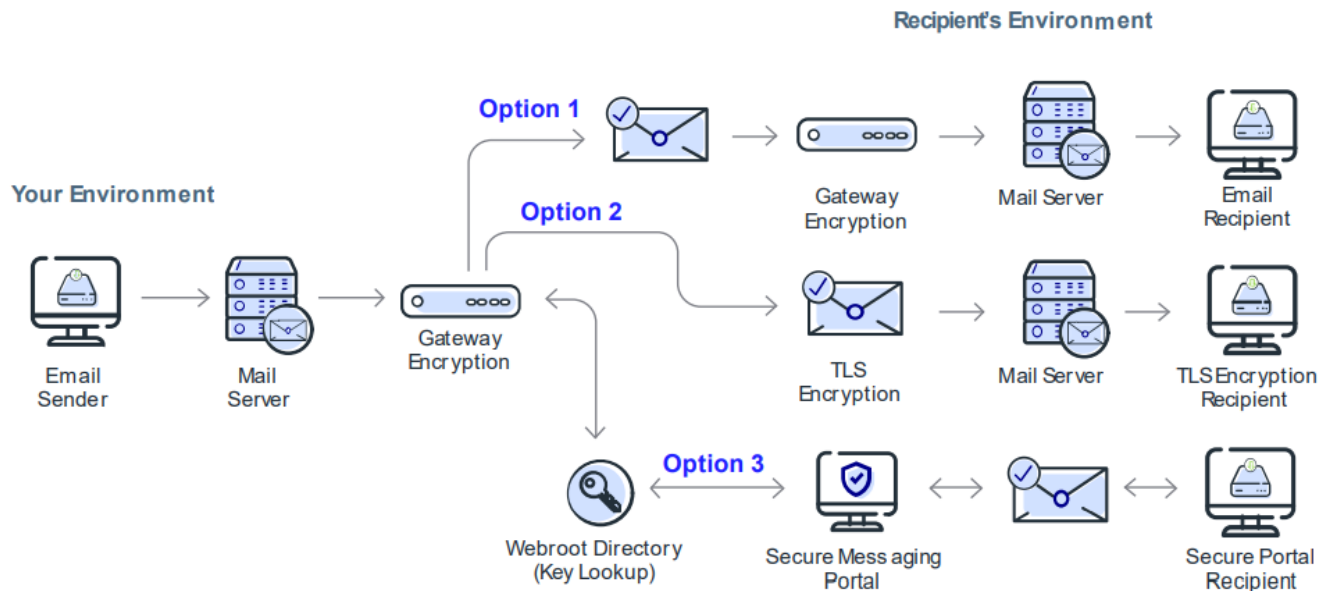 Recipient's Environment
Your Environment
Option 1
Gateway
Encryption
Mail Server
Email
Recipient
Option 2
Email
Sender
Mail
Server
Gateway
Encryption
TLS
Encryption
Mail Server
TLS Encryption
Recipient
Option 3
Webroot Directory
(Key Lookup)
Secure Messaging
Portal
Secure Portal
Recipient